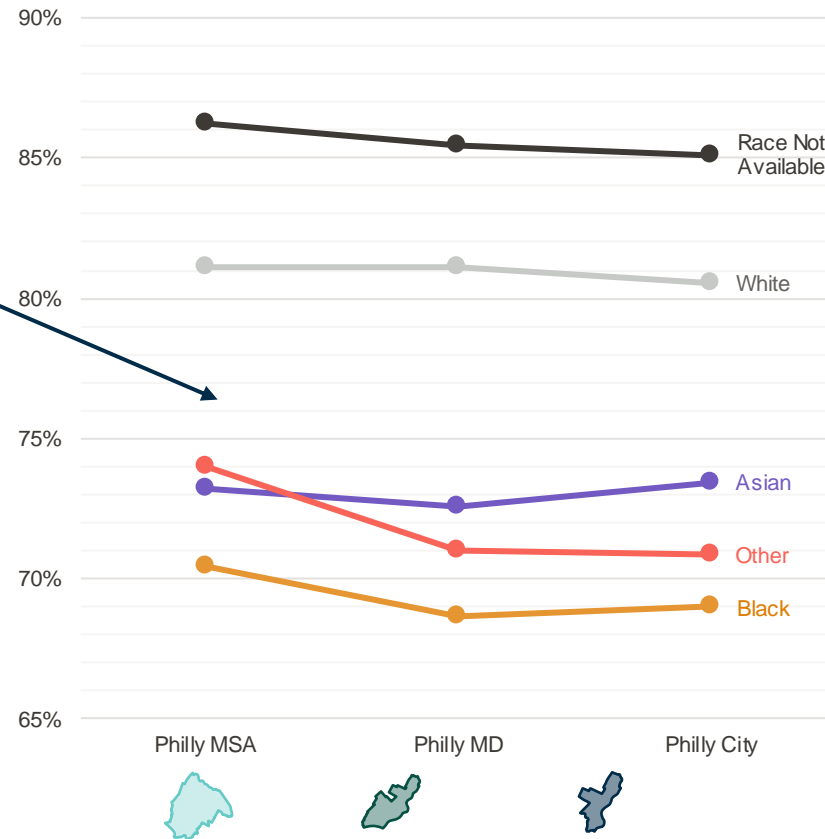 90%
85%
Race Not
Available
White
80%
75%
Asian
Other
70%
Black
65%
Philly MSA
Philly MD
Philly City